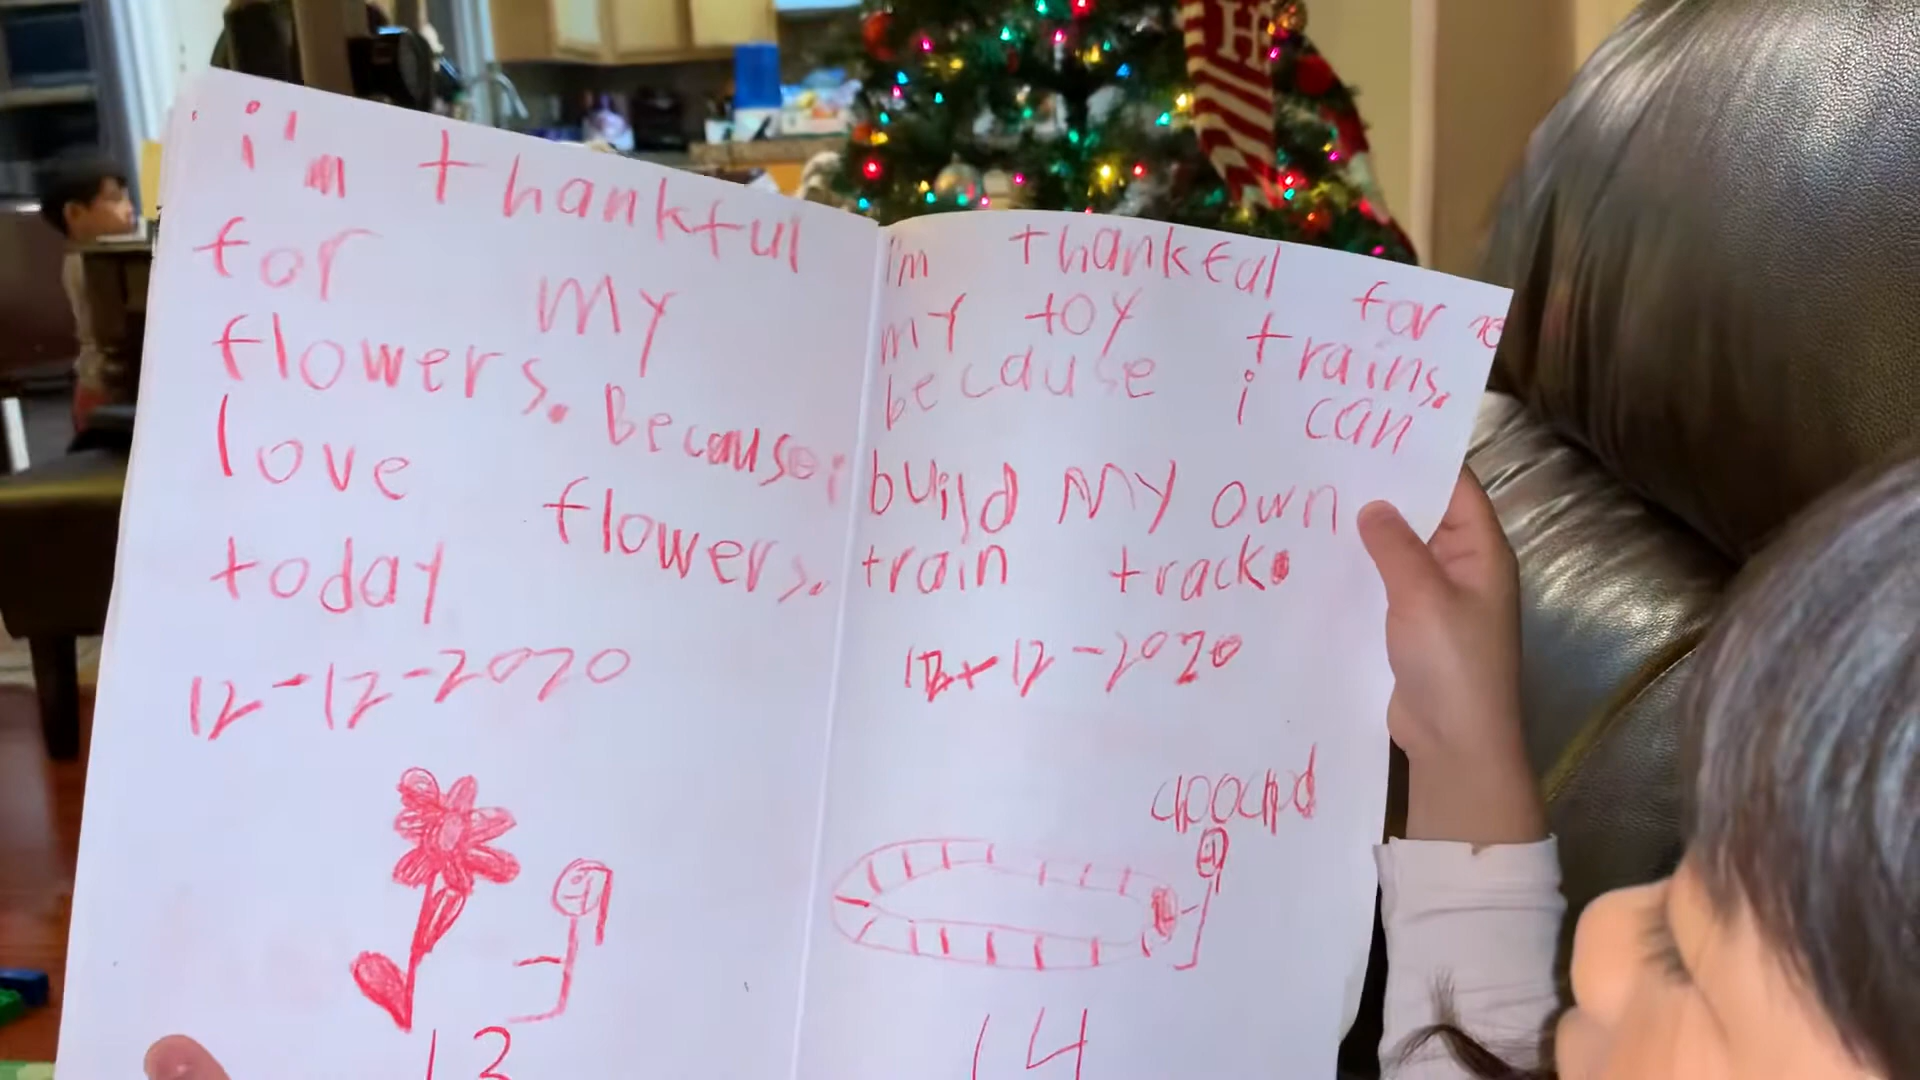 i'm thankful
for my
flowers. Because i
love flowers.
today
12-12-2020
13
i'm thankful for
my toy trains.
because i can
build my own
train track.
12-12-2020
14
H